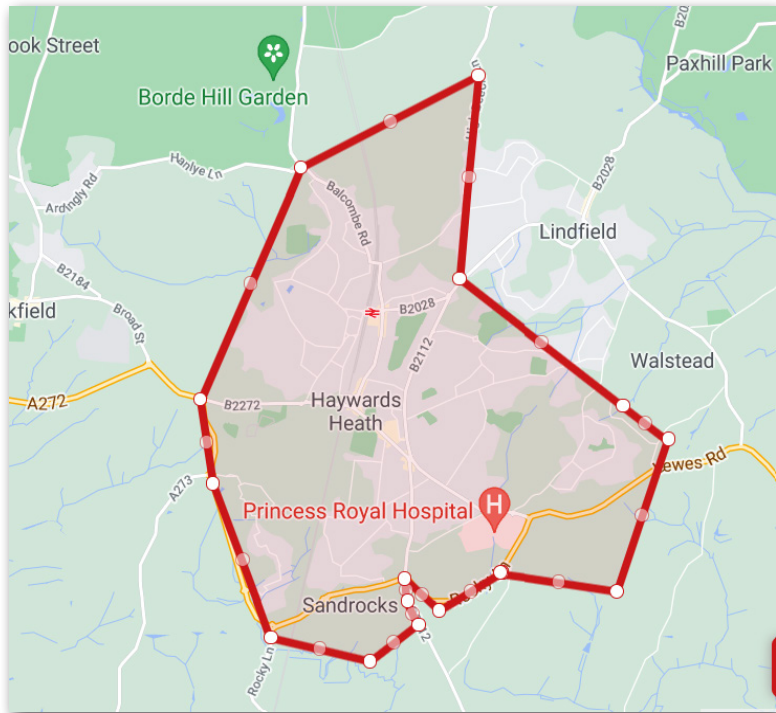 ook Street
B20
Paxhill Park
Borde Hill Garden
Hanlye Ln
B2028
Ardingly Rd
Balcombe Rd
Lindfield
B2184
kfield
Broad St
B2028
B2112
Walstead
A272
B2272
Haywards
Heath
Lewes Rd
A273
Princess Royal Hospital
H
Sandrocks
Rocky Ln